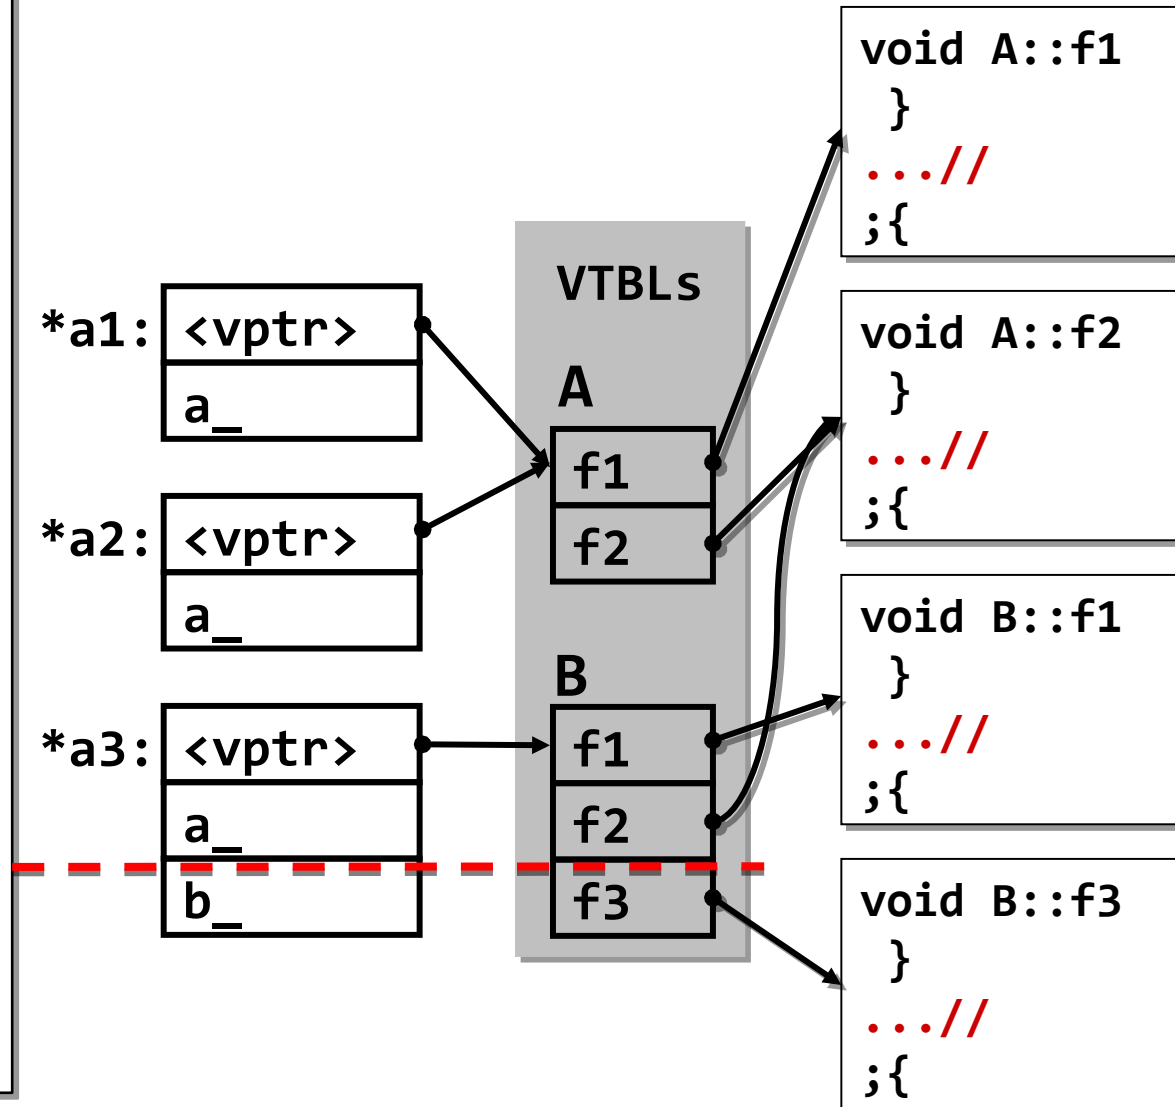 *a1:
<vptr>
a_
*a2:
<vptr>
a_
*a3:
<vptr>
a_
b_
VTBLs
A
f1
f2
B
f1
f2
f3
void A::f1
}
...//
;{
void A::f2
}
...//
;{
void B::f1
}
...//
;{
void B::f3
}
...//
;{